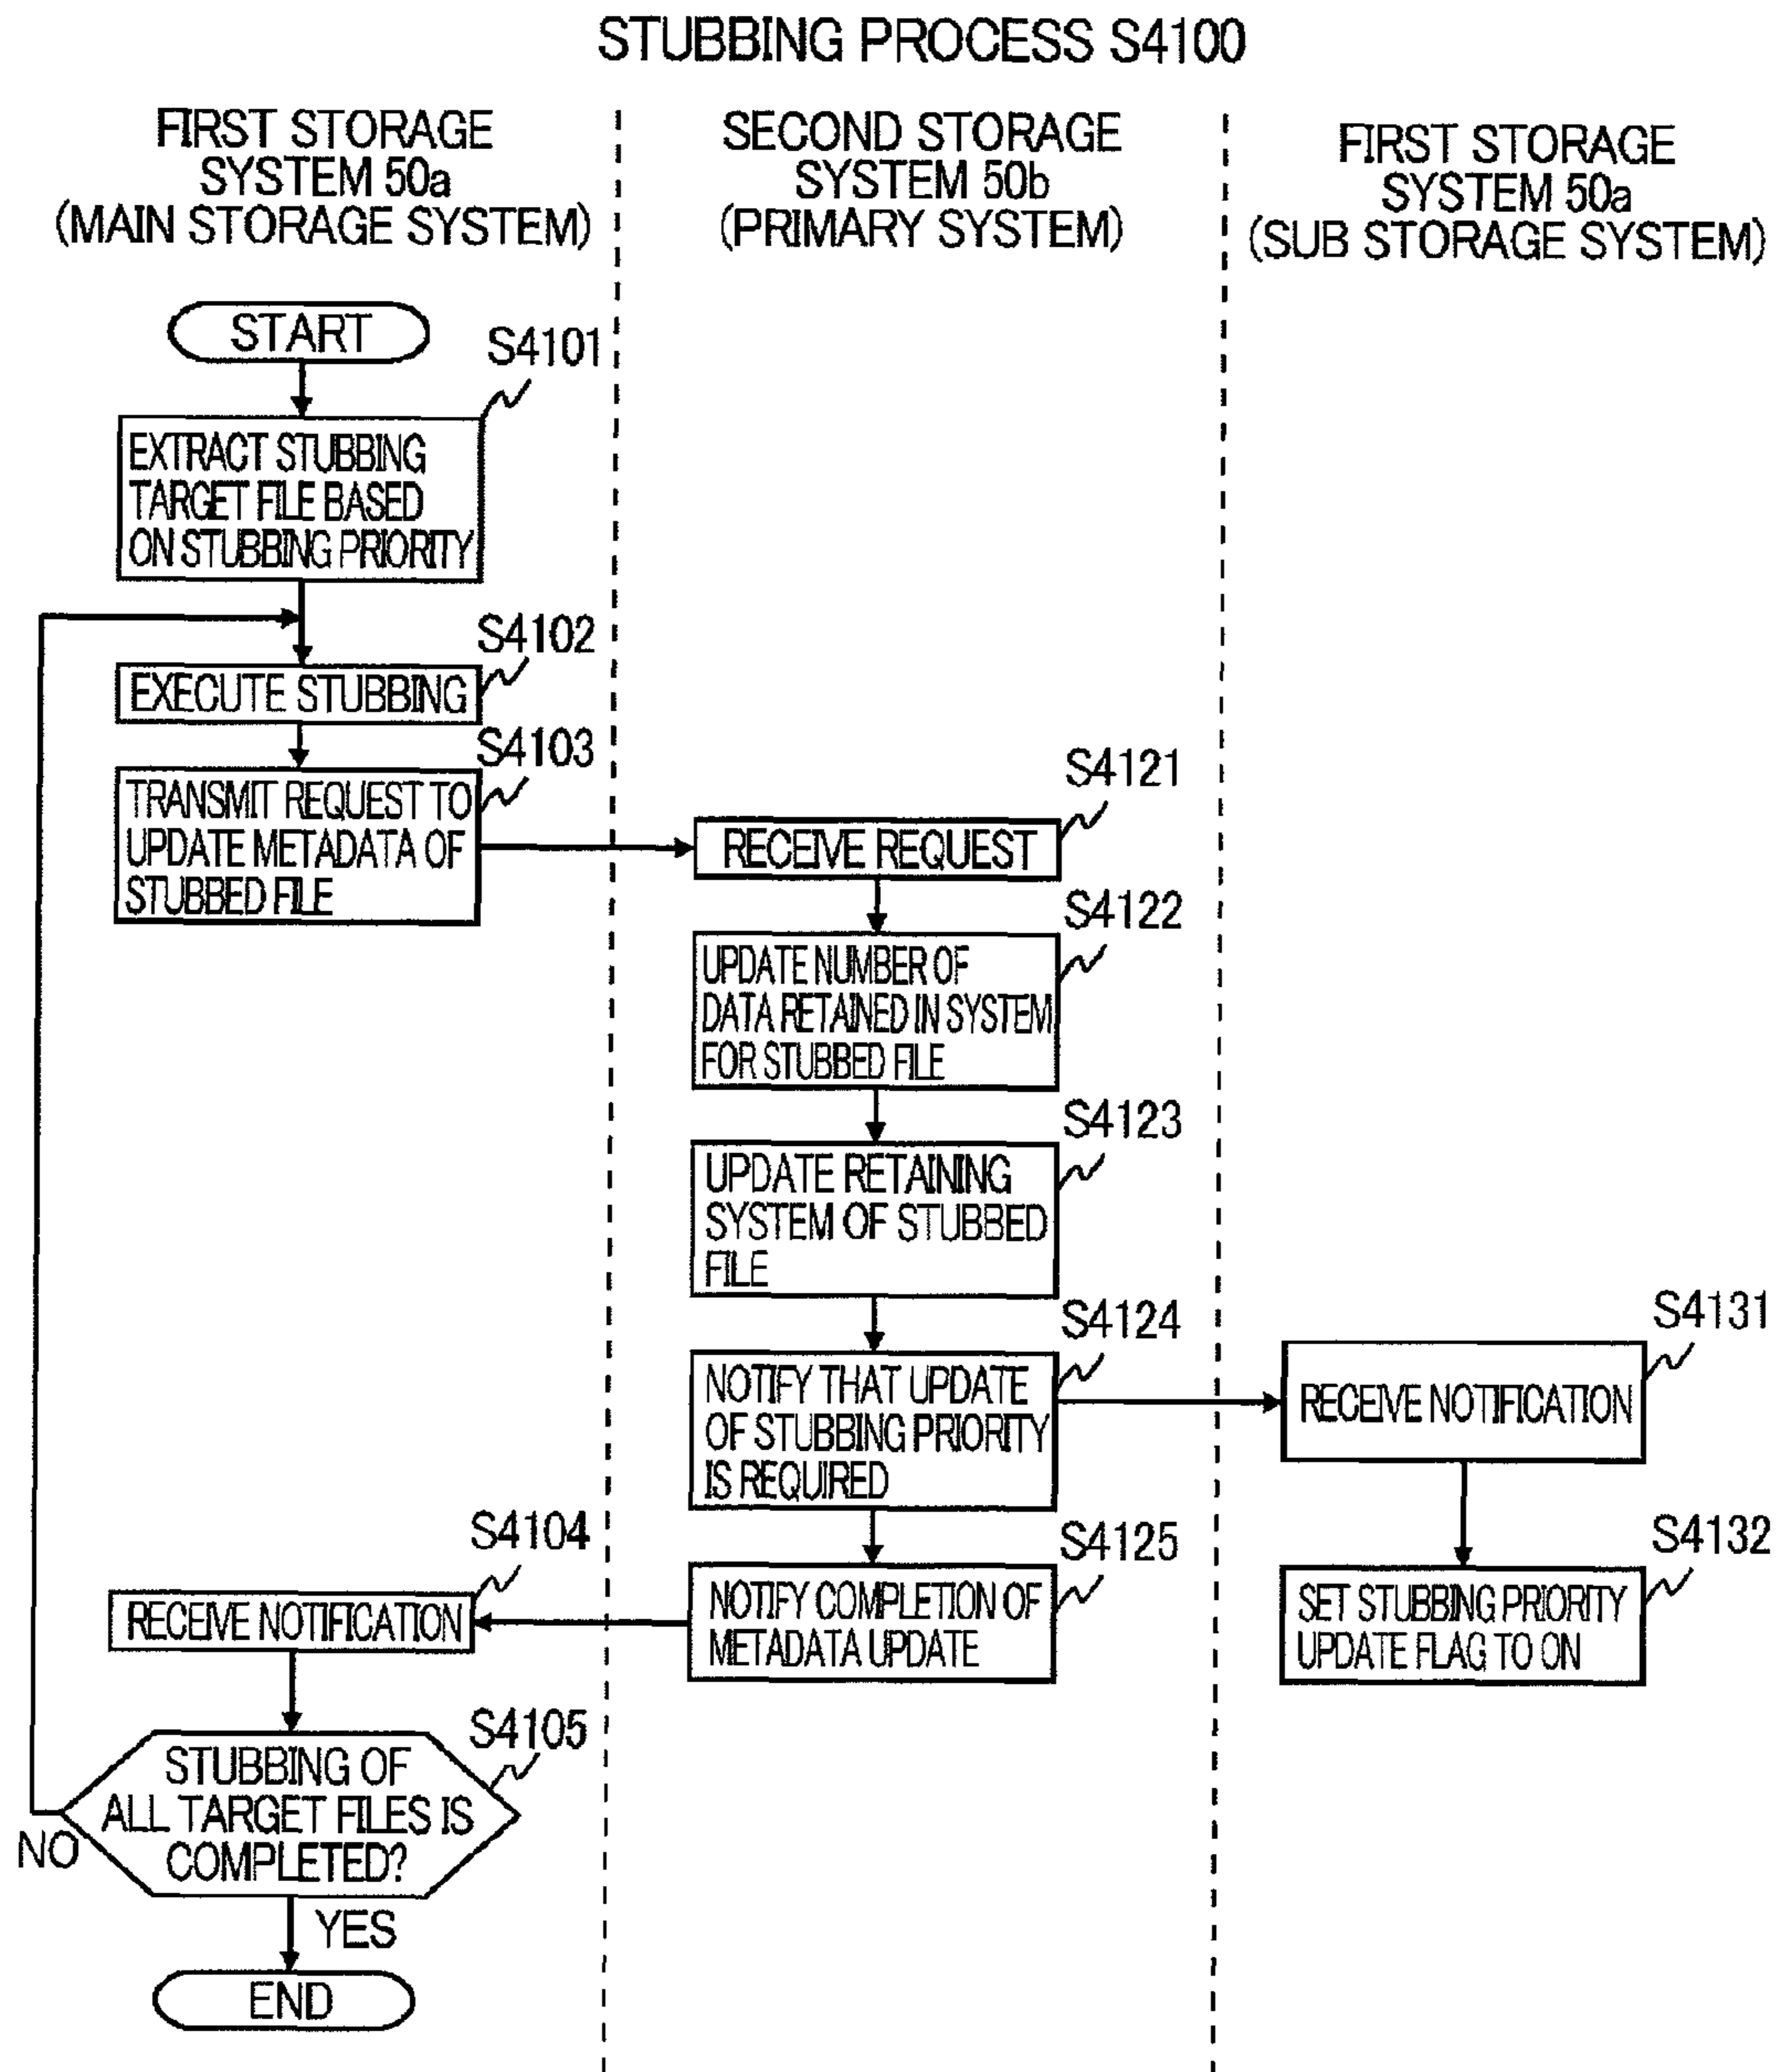 STUBBING PROCESS S4100
FIRST STORAGE
SYSTEM 50a
(MAIN STORAGE SYSTEM)
SECOND STORAGE
SYSTEM 50b
(PRIMARY SYSTEM)
FIRST STORAGE
SYSTEM 50a
(SUB STORAGE SYSTEM)
START
S4101
EXTRACT STUBBING
TARGET FILE BASED
ON STUBBING PRIORITY
S4102
EXECUTE STUBBING
S4103
TRANSMIT REQUEST TO
UPDATE METADATA OF
STUBBED FILE
S4121
RECEIVE REQUEST
S4122
UPDATE NUMBER OF
DATA RETAINED IN SYSTEM
FOR STUBBED FILE
S4123
UPDATE RETAINING
SYSTEM OF STUBBED
FILE
S4124
NOTIFY THAT UPDATE
OF STUBBING PRIORITY
IS REQUIRED
S4131
RECEIVE NOTIFICATION
S4132
SET STUBBING PRIORITY
UPDATE FLAG TO ON
S4125
NOTIFY COMPLETION OF
METADATA UPDATE
S4104
RECEIVE NOTIFICATION
S4105
STUBBING OF
ALL TARGET FILES IS
COMPLETED?
NO
YES
END